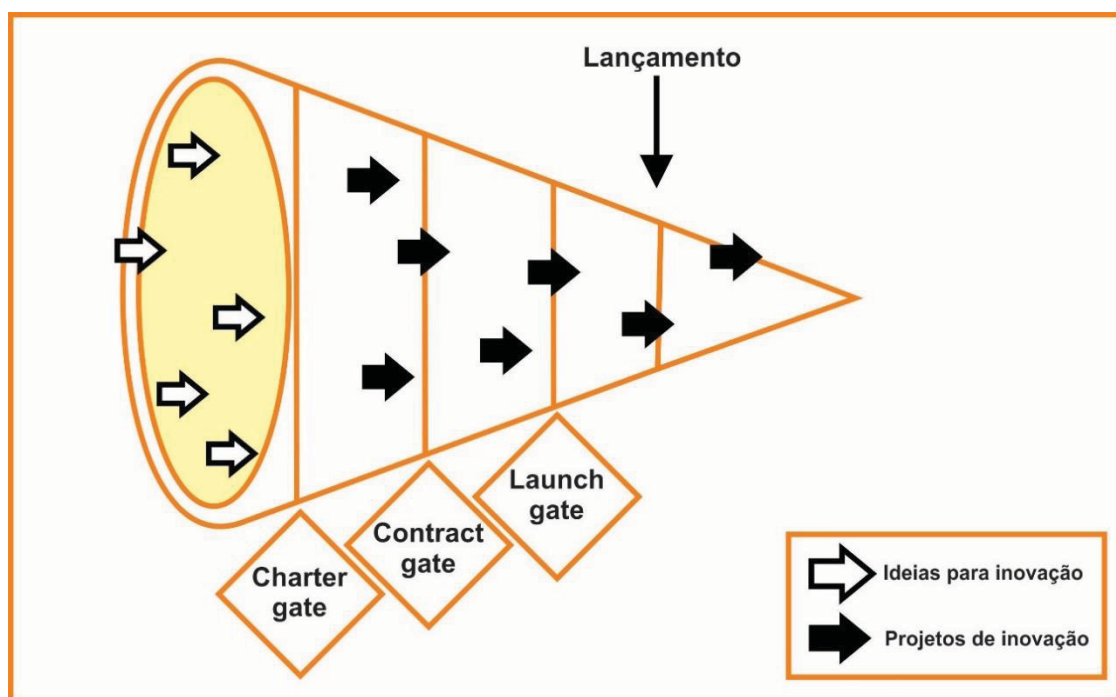 Lançamento
Launch
gate
Contract
gate
Charter
gate
Ideias para inovação
Projetos de inovação